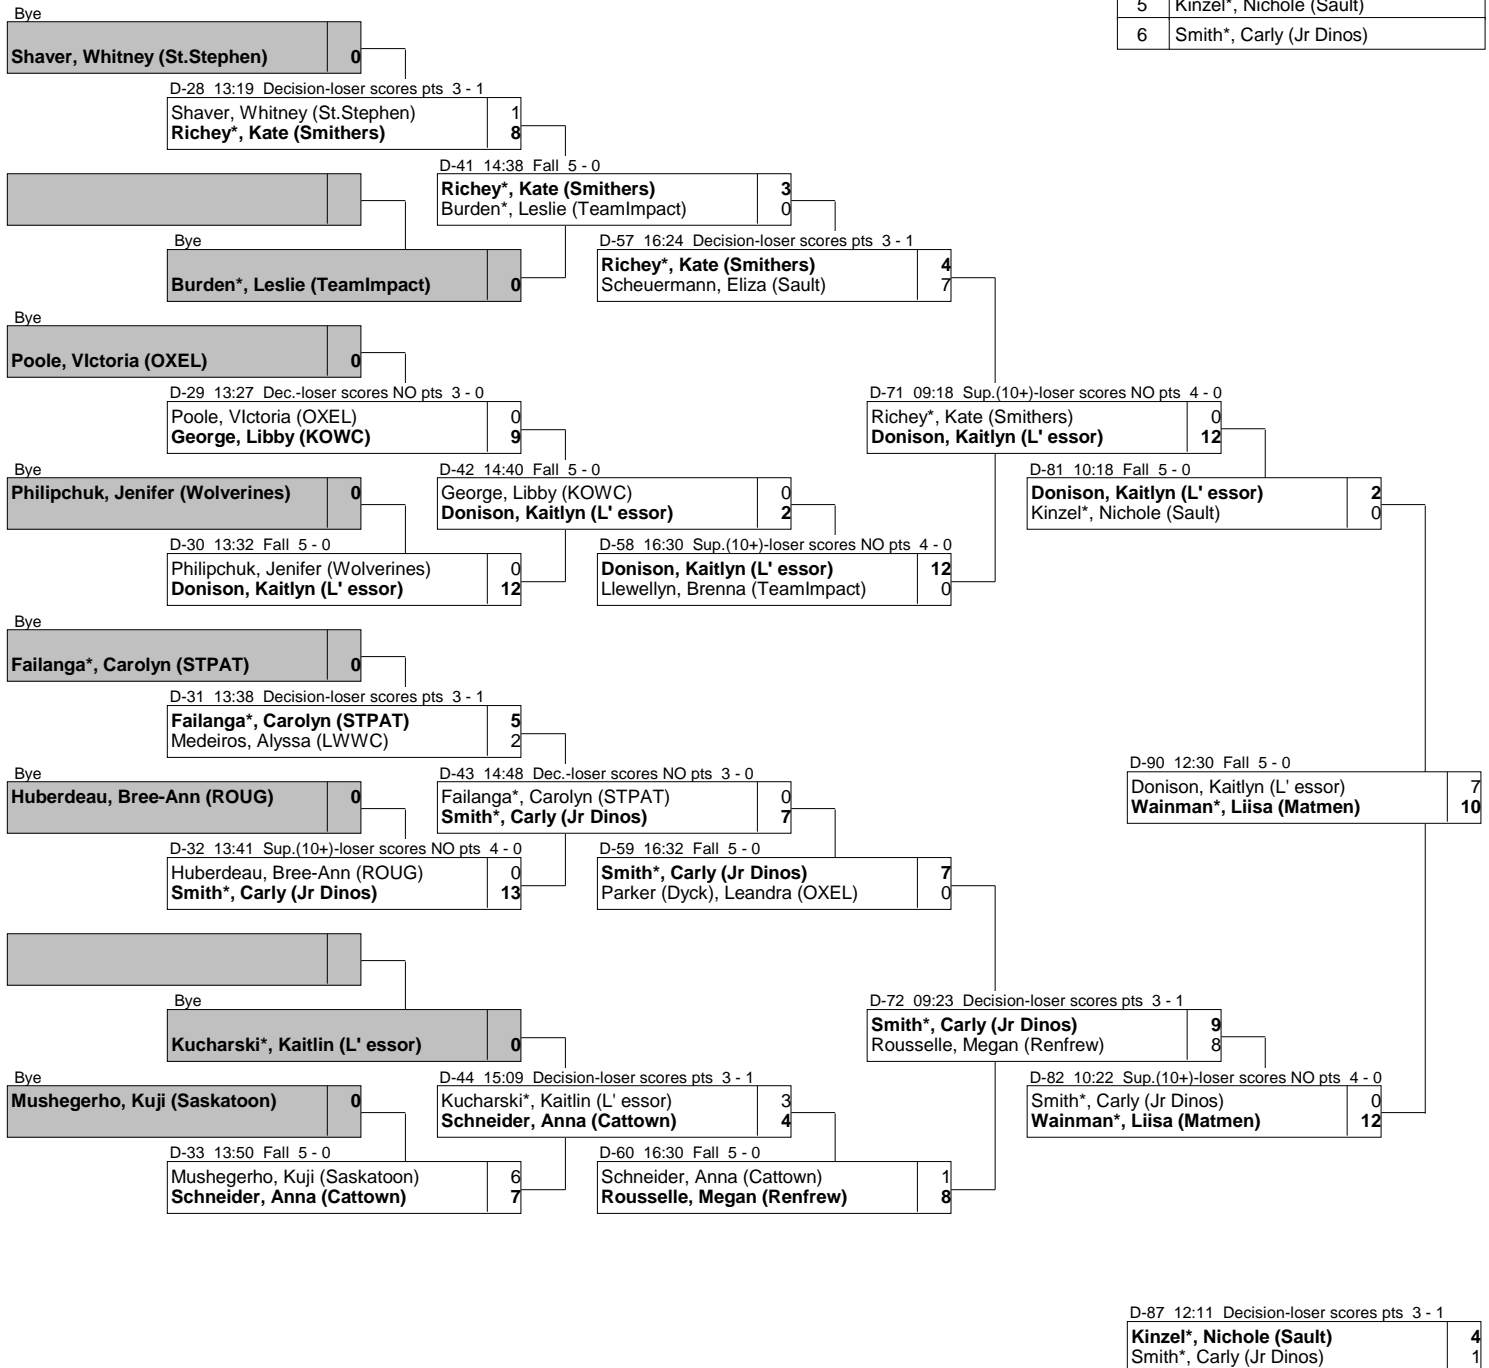 5 Kinzel*, Nichole (Sault)
6 Smith*, Carly (Jr Dinos)
Bye
Shaver, Whitney (St.Stephen) 0
D-28 13:19 Decision-loser scores pts 3 - 1
Shaver, Whitney (St.Stephen) 1
Richey*, Kate (Smithers) 8
D-41 14:38 Fall 5 - 0
Richey*, Kate (Smithers) 3
Burden*, Leslie (TeamImpact) 0
Bye
Burden*, Leslie (TeamImpact) 0
D-57 16:24 Decision-loser scores pts 3 - 1
Richey*, Kate (Smithers) 4
Scheuermann, Eliza (Sault) 7
Bye
Poole, VIctoria (OXEL) 0
D-29 13:27 Dec.-loser scores NO pts 3 - 0
Poole, VIctoria (OXEL) 0
George, Libby (KOWC) 9
D-71 09:18 Sup.(10+)-loser scores NO pts 4 - 0
Richey*, Kate (Smithers) 0
Donison, Kaitlyn (L' essor) 12
Bye
Philipchuk, Jenifer (Wolverines) 0
D-42 14:40 Fall 5 - 0
George, Libby (KOWC) 0
Donison, Kaitlyn (L' essor) 2
D-81 10:18 Fall 5 - 0
Donison, Kaitlyn (L' essor) 2
Kinzel*, Nichole (Sault) 0
D-30 13:32 Fall 5 - 0
Philipchuk, Jenifer (Wolverines) 0
Donison, Kaitlyn (L' essor) 12
D-58 16:30 Sup.(10+)-loser scores NO pts 4 - 0
Donison, Kaitlyn (L' essor) 12
Llewellyn, Brenna (TeamImpact) 0
Bye
Failanga*, Carolyn (STPAT) 0
D-31 13:38 Decision-loser scores pts 3 - 1
Failanga*, Carolyn (STPAT) 5
Medeiros, Alyssa (LWWC) 2
D-90 12:30 Fall 5 - 0
Donison, Kaitlyn (L' essor) 7
Wainman*, Liisa (Matmen) 10
Bye
Huberdeau, Bree-Ann (ROUG) 0
D-43 14:48 Dec.-loser scores NO pts 3 - 0
Failanga*, Carolyn (STPAT) 0
Smith*, Carly (Jr Dinos) 7
D-32 13:41 Sup.(10+)-loser scores NO pts 4 - 0
Huberdeau, Bree-Ann (ROUG) 0
Smith*, Carly (Jr Dinos) 13
D-59 16:32 Fall 5 - 0
Smith*, Carly (Jr Dinos) 7
Parker (Dyck), Leandra (OXEL) 0
Bye
Kucharski*, Kaitlin (L' essor) 0
D-72 09:23 Decision-loser scores pts 3 - 1
Smith*, Carly (Jr Dinos) 9
Rousselle, Megan (Renfrew) 8
Bye
Mushegerho, Kuji (Saskatoon) 0
D-44 15:09 Decision-loser scores pts 3 - 1
Kucharski*, Kaitlin (L' essor) 3
Schneider, Anna (Cattown) 4
D-82 10:22 Sup.(10+)-loser scores NO pts 4 - 0
Smith*, Carly (Jr Dinos) 0
Wainman*, Liisa (Matmen) 12
D-33 13:50 Fall 5 - 0
Mushegerho, Kuji (Saskatoon) 6
Schneider, Anna (Cattown) 7
D-60 16:30 Fall 5 - 0
Schneider, Anna (Cattown) 1
Rousselle, Megan (Renfrew) 8
D-87 12:11 Decision-loser scores pts 3 - 1
Kinzel*, Nichole (Sault) 4
Smith*, Carly (Jr Dinos) 1